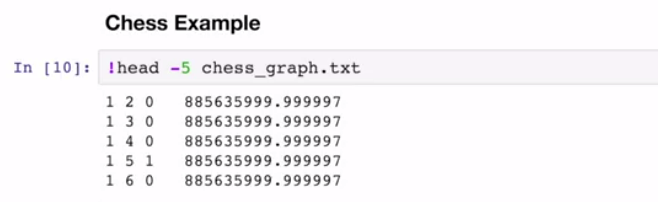 Chess Example
In [10]: !head -5 chess_graph.txt
1 2 0   885635999.999997
1 3 0   885635999.999997
1 4 0   885635999.999997
1 5 1   885635999.999997
1 6 0   885635999.999997